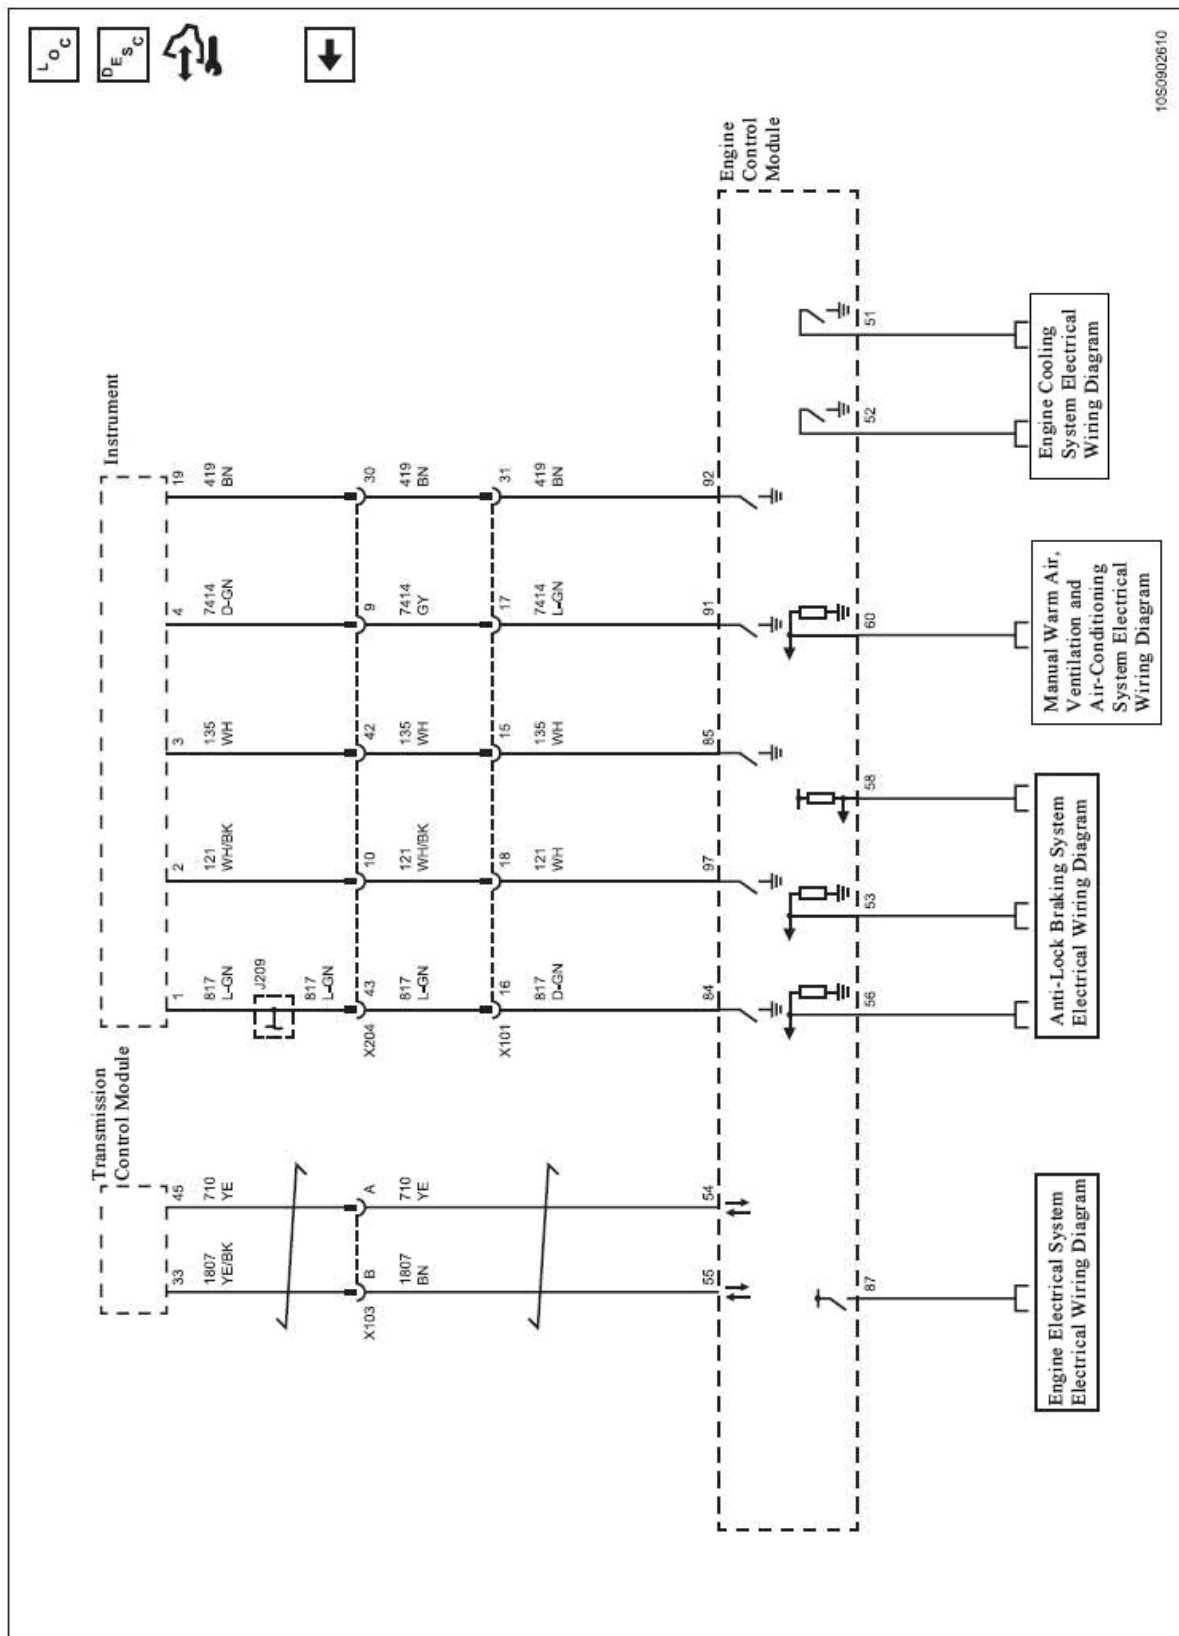 LOC
DESC
Transmission
Control Module
Instrument
33
45
1
2
3
4
19
1807
YE/BK
710
YE
817
L-GN
121
WH/BK
135
WH
7414
D-GN
419
BN
J209
817
L-GN
X103
B
A
X204
43
10
42
9
30
1807
BN
710
YE
817
L-GN
121
WH/BK
135
WH
7414
GY
419
BN
X101
16
18
15
17
31
817
D-GN
121
WH
135
WH
7414
L-GN
419
BN
55
54
84
97
85
91
92
Engine
Control
Module
87
56
53
58
60
52
51
Engine Electrical System
Electrical Wiring Diagram
Anti-Lock Braking System
Electrical Wiring Diagram
Manual Warm Air,
Ventilation and
Air-Conditioning
System Electrical
Wiring Diagram
Engine Cooling
System Electrical
Wiring Diagram
10S0902610